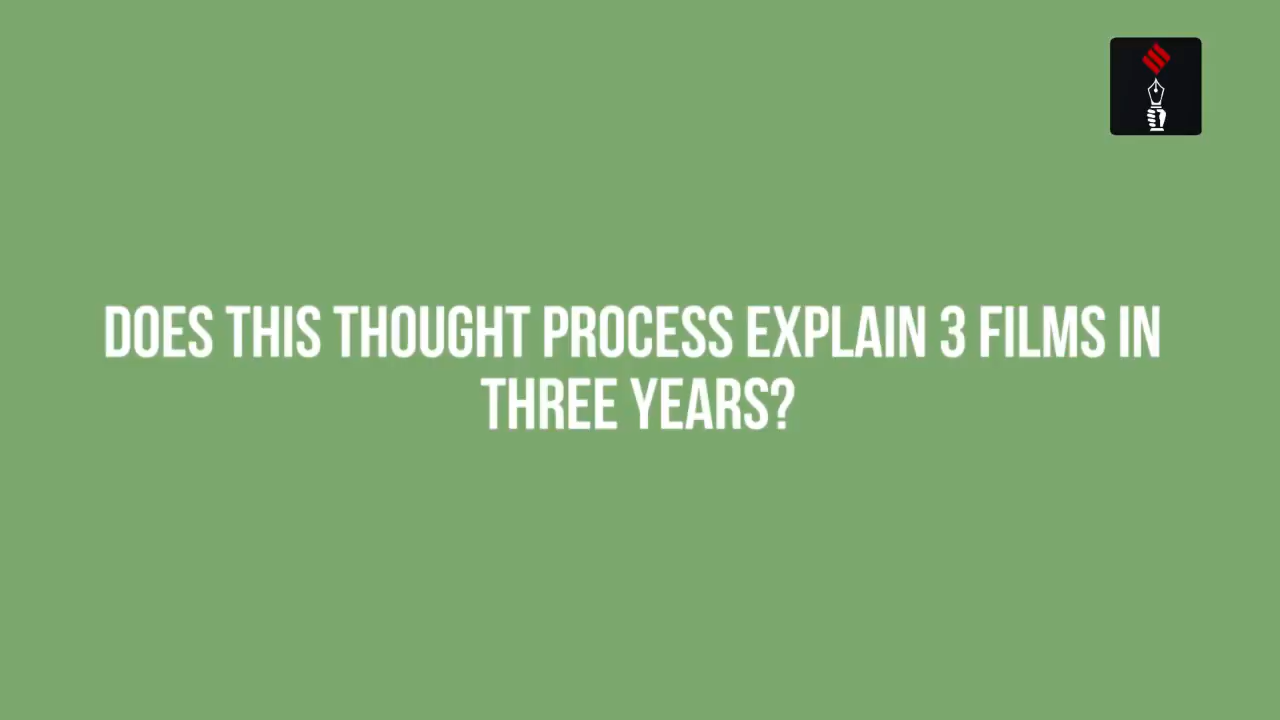 DOES THIS THOUGHT PROCESS EXPLAIN 3 FILMS IN
THREE YEARS?